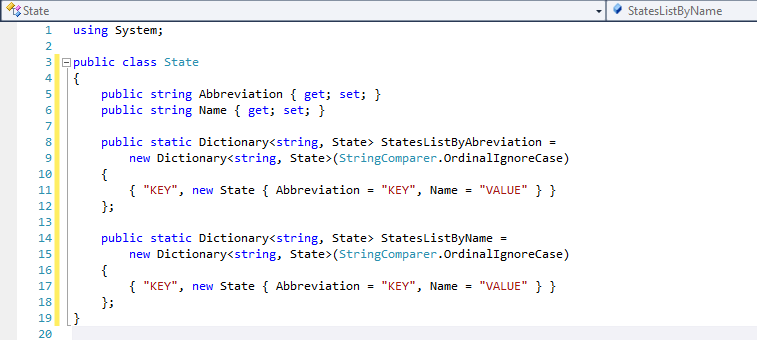 State StatesListByName
1 using System;
2
3 public class State
4 {
5 public string Abbreviation { get; set; }
6 public string Name { get; set; }
7
8 public static Dictionary<string, State> StatesListByAbreviation =
9 new Dictionary<string, State>(StringComparer.OrdinalIgnoreCase)
10 {
11 { "KEY", new State { Abbreviation = "KEY", Name = "VALUE" } }
12 };
13
14 public static Dictionary<string, State> StatesListByName =
15 new Dictionary<string, State>(StringComparer.OrdinalIgnoreCase)
16 {
17 { "KEY", new State { Abbreviation = "KEY", Name = "VALUE" } }
18 };
19 }
20